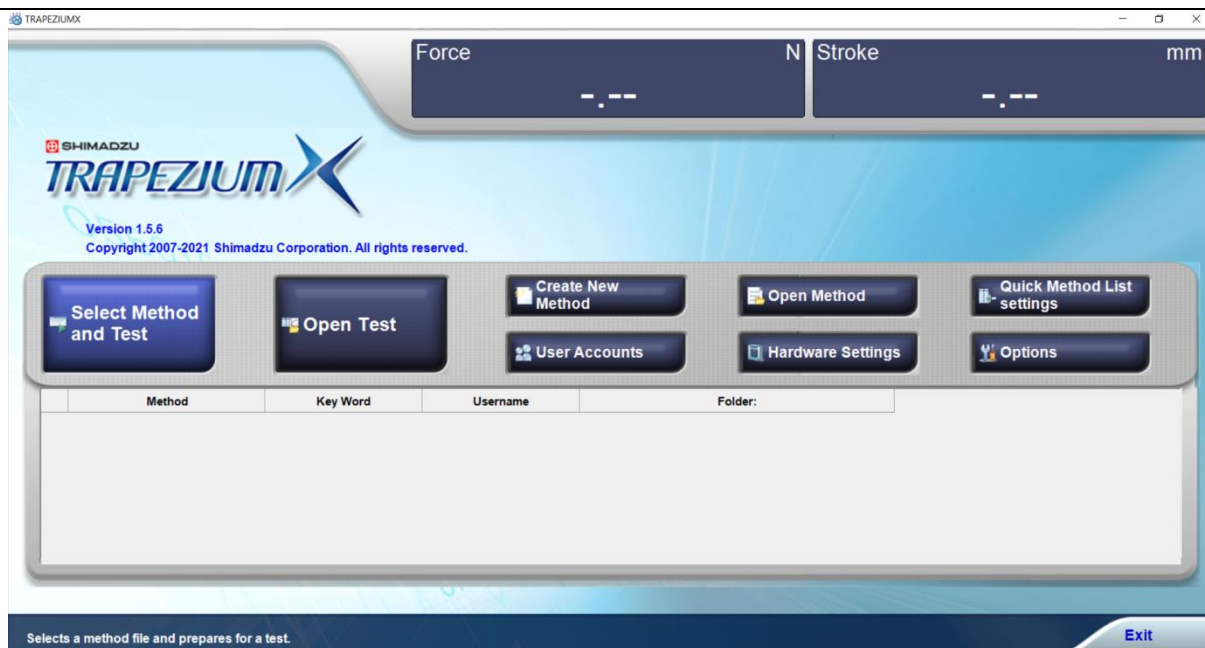 TRAPEZIUMX
Force N
-.--
Stroke mm
-.--
SHIMADZU
TRAPEZIUM X
Version 1.5.6
Copyright 2007-2021 Shimadzu Corporation. All rights reserved.
Select Method
and Test
Open Test
Create New
Method
Open Method
Quick Method List
settings
User Accounts
Hardware Settings
Options
Method Key Word Username Folder:
Selects a method file and prepares for a test.
Exit